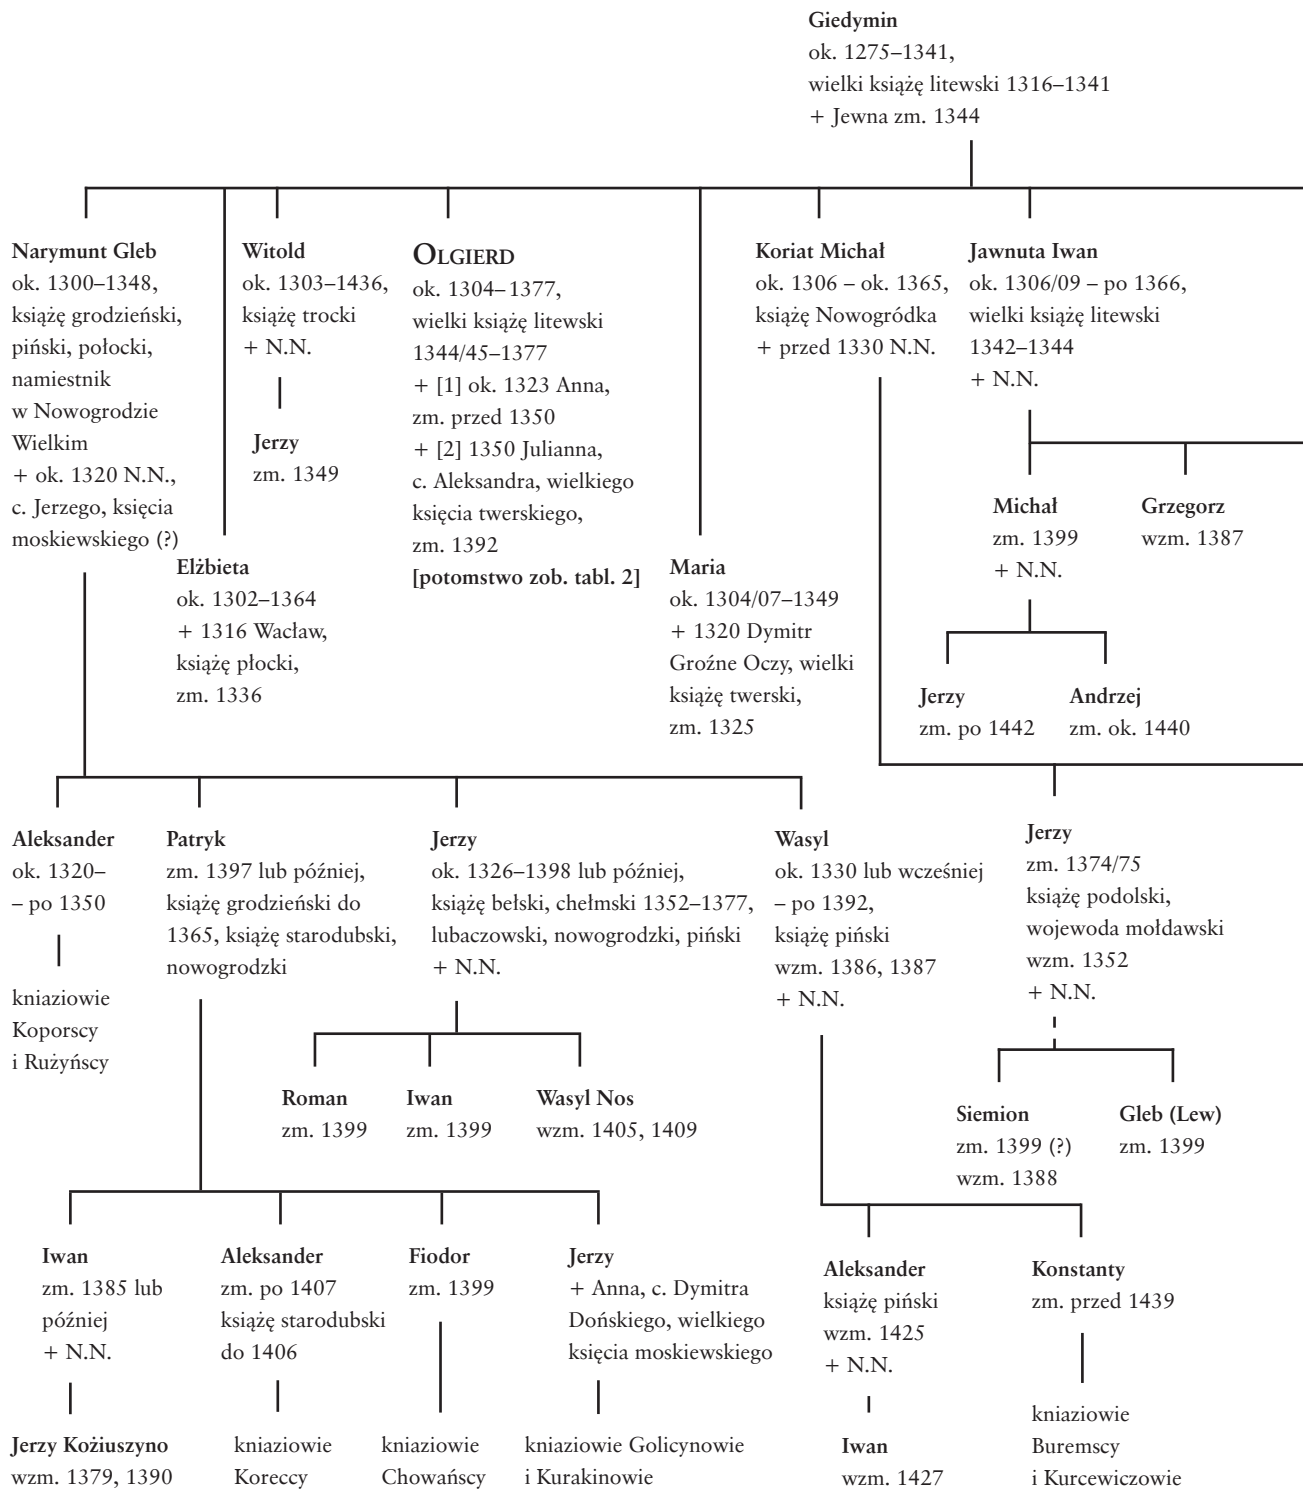 Giedymin
ok. 1275–1341,
wielki książę litewski 1316–1341
+ Jewna zm. 1344
Narymunt Gleb
ok. 1300–1348,
książę grodzieński,
piński, połocki,
namiestnik
w Nowogrodzie
Wielkim
+ ok. 1320 N.N.,
c. Jerzego, księcia
moskiewskiego (?)
Elżbieta
ok. 1302–1364
+ 1316 Wacław,
książę płocki,
zm. 1336
Witold
ok. 1303–1436,
książę trocki
+ N.N.
Jerzy
zm. 1349
OLGIERD
ok. 1304–1377,
wielki książę litewski
1344/45–1377
+ [1] ok. 1323 Anna,
zm. przed 1350
+ [2] 1350 Julianna,
c. Aleksandra, wielkiego
księcia twerskiego,
zm. 1392
[potomstwo zob. tabl. 2]
Maria
ok. 1304/07–1349
+ 1320 Dymitr
Groźne Oczy, wielki
książę twerski,
zm. 1325
Koriat Michał
ok. 1306 – ok. 1365,
książę Nowogródka
+ przed 1330 N.N.
Jawnuta Iwan
ok. 1306/09 – po 1366,
wielki książę litewski
1342–1344
+ N.N.
Michał
zm. 1399
+ N.N.
Grzegorz
wzm. 1387
Jerzy
zm. po 1442
Andrzej
zm. ok. 1440
Aleksander
ok. 1320–
– po 1350
kniaziowie
Koporscy
i Rużyńscy
Patryk
zm. 1397 lub później,
książę grodzieński do
1365, książę starodubski,
nowogrodzki
Jerzy
ok. 1326–1398 lub później,
książę bełski, chełmski 1352–1377,
lubaczowski, nowogrodzki, piński
+ N.N.
Wasyl
ok. 1330 lub wcześniej
– po 1392,
książę piński
wzm. 1386, 1387
+ N.N.
Jerzy
zm. 1374/75
książę podolski,
wojewoda mołdawski
wzm. 1352
+ N.N.
Roman
zm. 1399
Iwan
zm. 1399
Wasyl Nos
wzm. 1405, 1409
Siemion
zm. 1399 (?)
wzm. 1388
Gleb (Lew)
zm. 1399
Iwan
zm. 1385 lub
później
+ N.N.
Aleksander
zm. po 1407
książę starodubski
do 1406
Fiodor
zm. 1399
Jerzy
+ Anna, c. Dymitra
Dońskiego, wielkiego
księcia moskiewskiego
Aleksander
książę piński
wzm. 1425
+ N.N.
Konstanty
zm. przed 1439
Jerzy Kożiuszyno
wzm. 1379, 1390
kniaziowie
Koreccy
kniaziowie
Chowańscy
kniaziowie Golicynowie
i Kurakinowie
Iwan
wzm. 1427
kniaziowie
Buremscy
i Kurcewiczowie